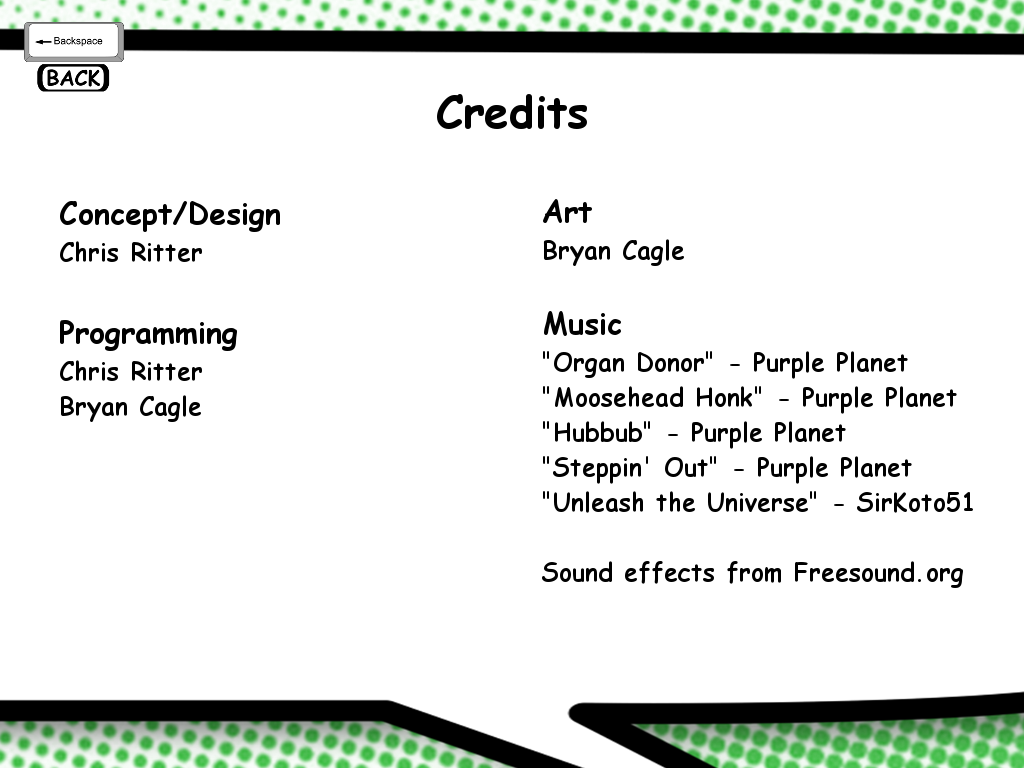 ← Backspace
BACK
Credits
Concept/Design
Chris Ritter
Programming
Chris Ritter
Bryan Cagle
Art
Bryan Cagle
Music
"Organ Donor" - Purple Planet
"Moosehead Honk" - Purple Planet
"Hubbub" - Purple Planet
"Steppin' Out" - Purple Planet
"Unleash the Universe" - SirKoto51
Sound effects from Freesound.org